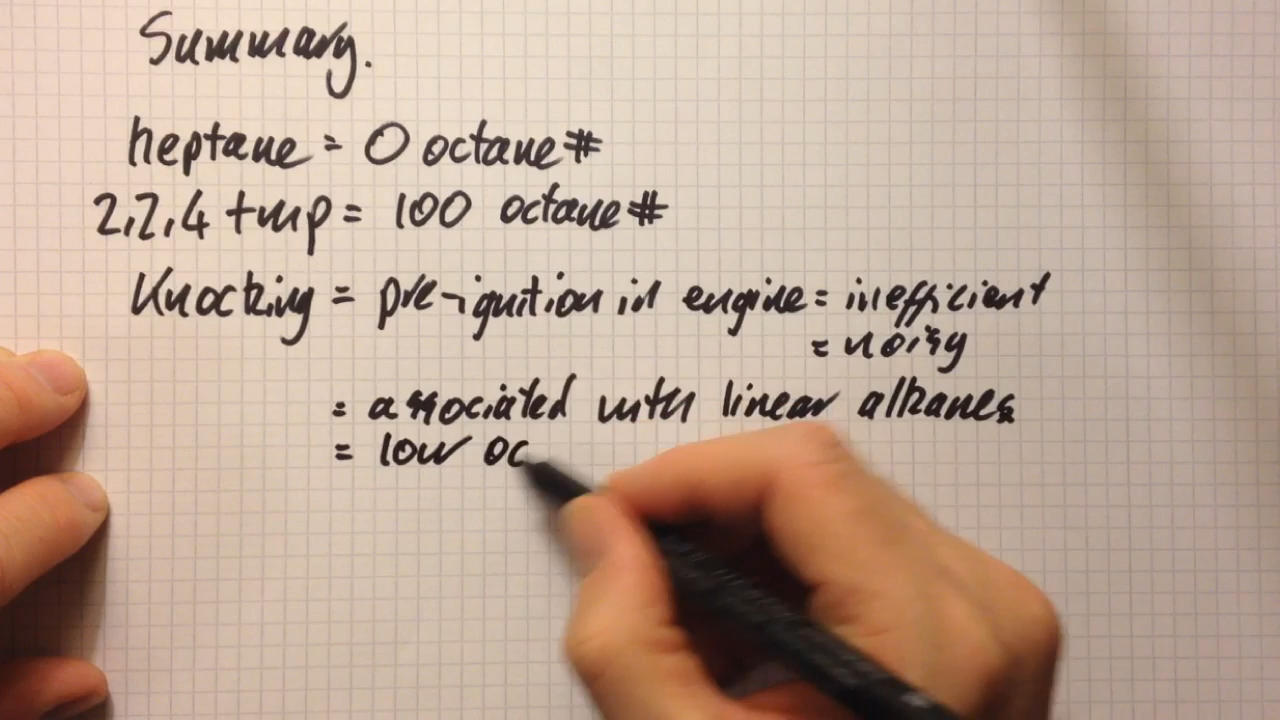 Summary.
heptane = 0 octane#
2,2,4 tmp = 100 octane#
Knocking = pre-ignition in engine = inefficient
= noisy
= associated with linear alkanes
= low oc